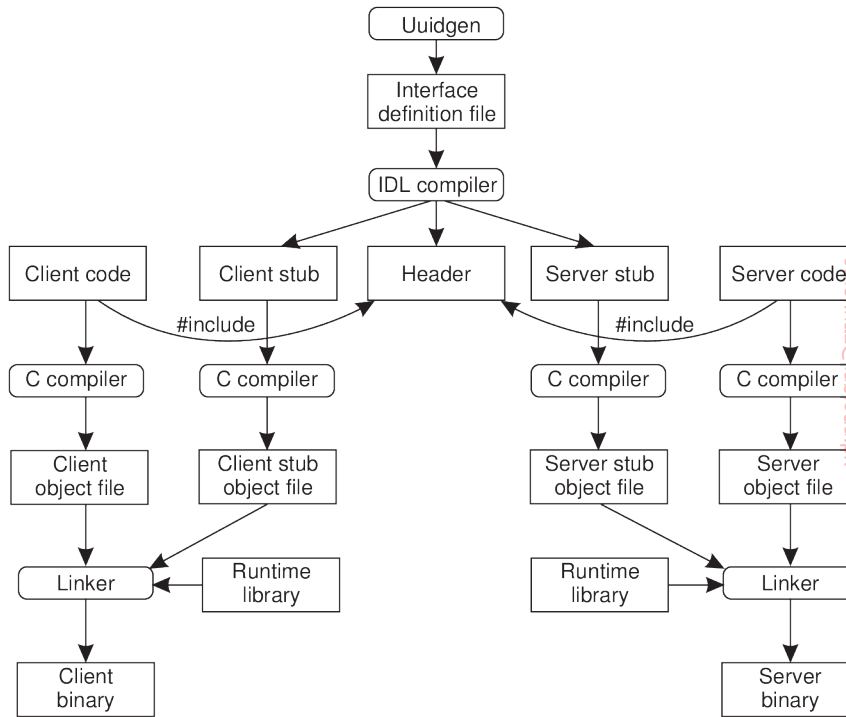 Uuidgen
Interface
definition file
IDL compiler
Client code
Client stub
Header
Server stub
Server code
#include
#include
C compiler
C compiler
C compiler
C compiler
Client
object file
Client stub
object file
Server stub
object file
Server
object file
Linker
Runtime
library
Runtime
library
Linker
Client
binary
Server
binary